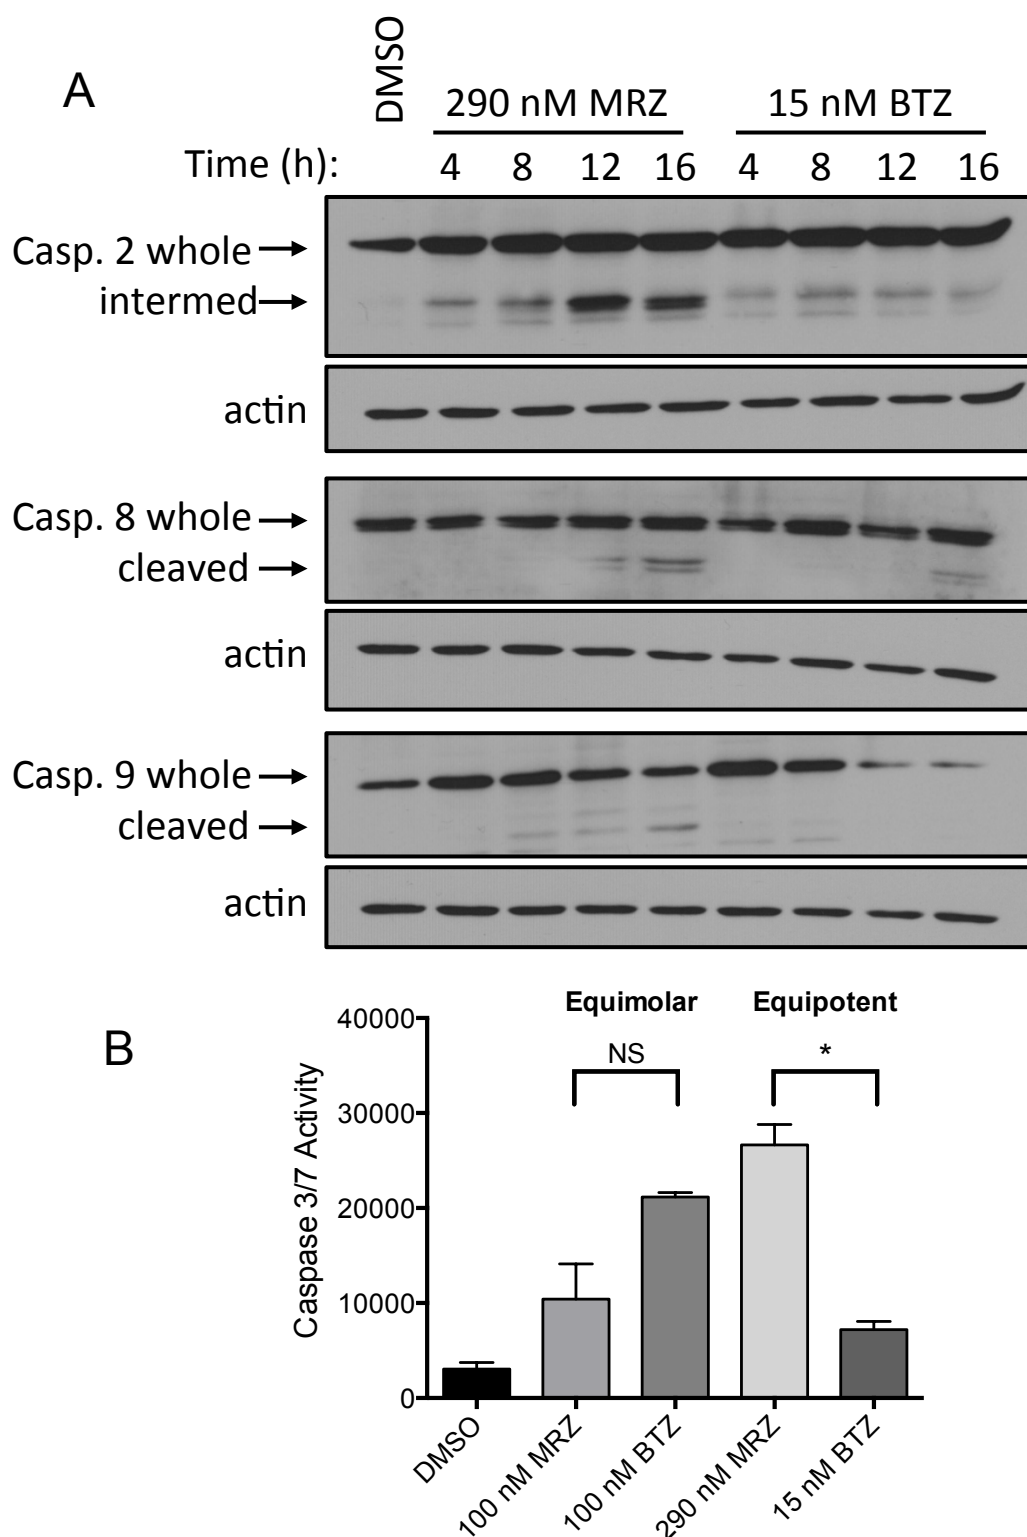 A
DMSO
290 nM MRZ 15 nM BTZ
Time (h): 4 8 12 16 4 8 12 16
Casp. 2 whole
intermed
actin
Casp. 8 whole
cleaved
actin
Casp. 9 whole
cleaved
actin
B
Equimolar Equipotent
NS *
Caspase 3/7 Activity
40000
30000
20000
10000
0
DMSO
100 nM MRZ
100 nM BTZ
290 nM MRZ
15 nM BTZ